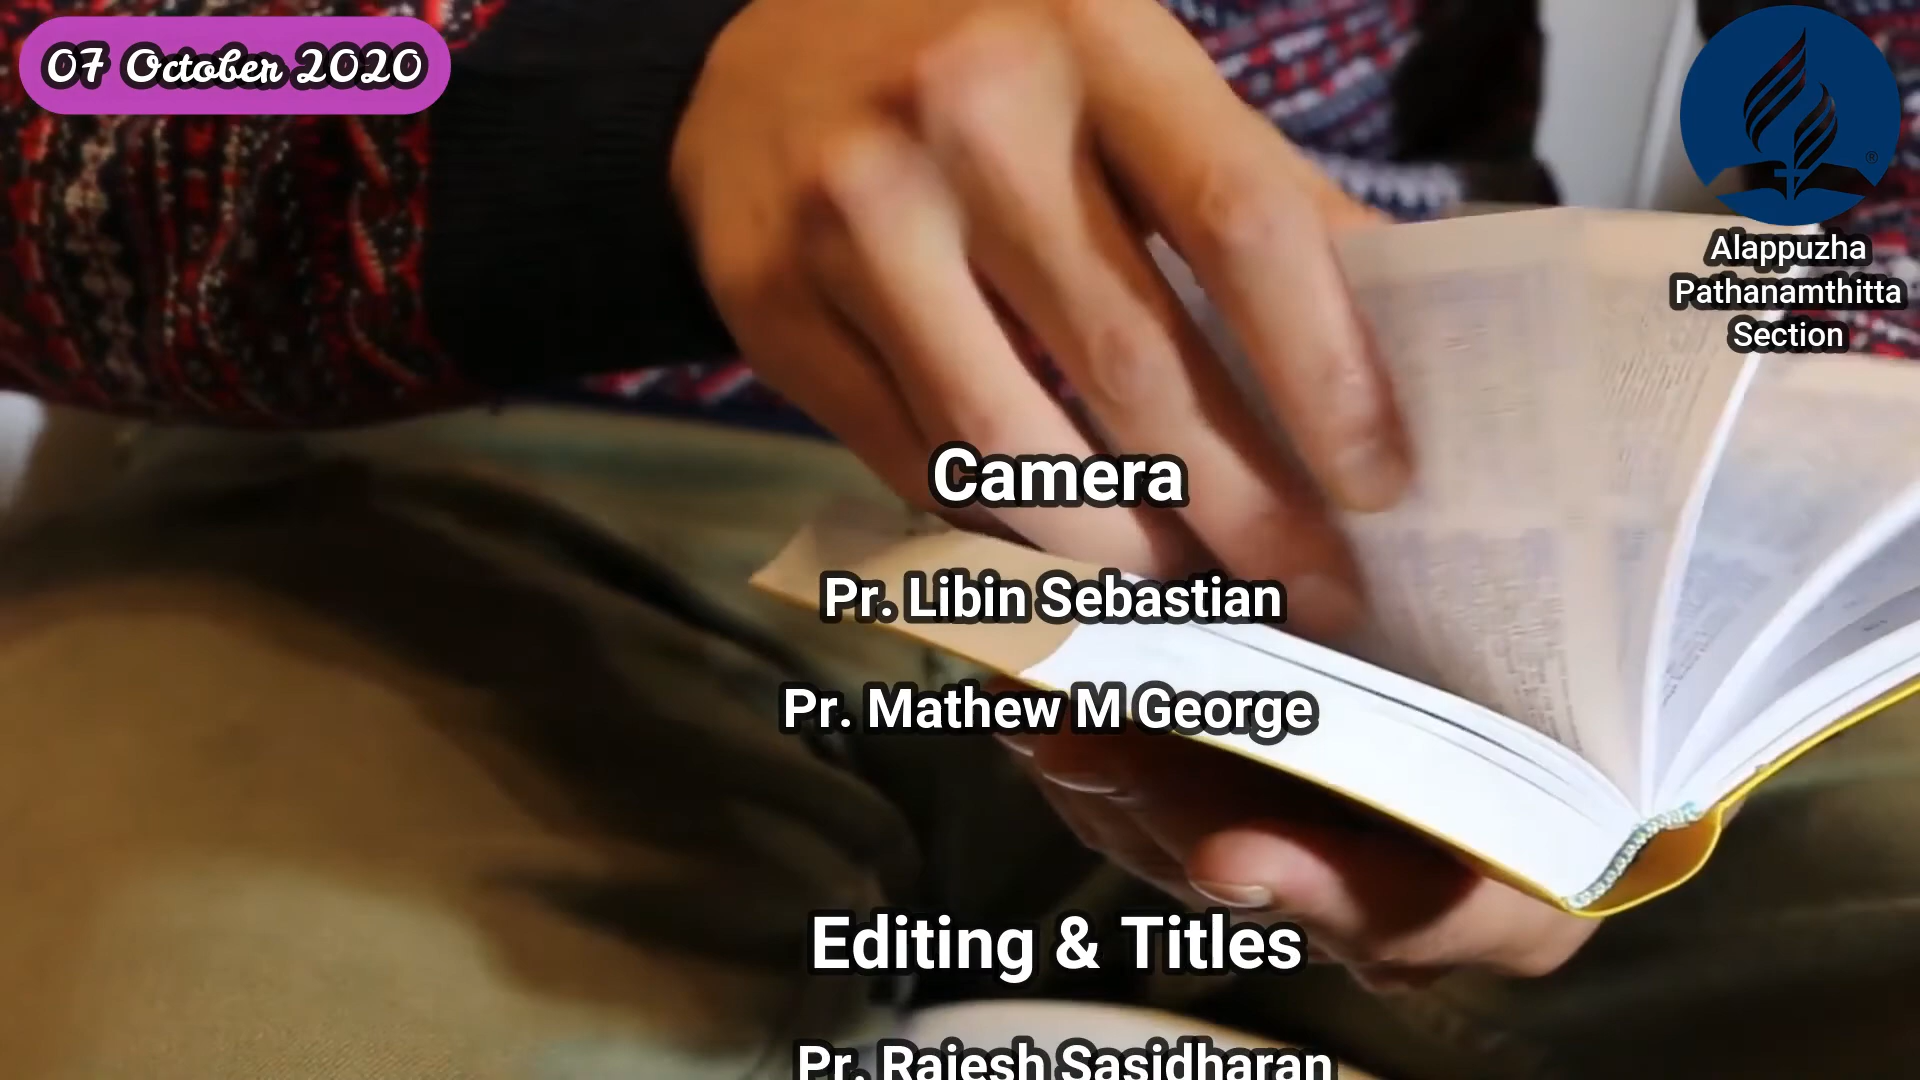 07 October 2020
®
Alappuzha
Pathanamthitta
Section
Camera
Pr. Libin Sebastian
Pr. Mathew M George
Editing & Titles
Pr. Rajesh Sasidharan